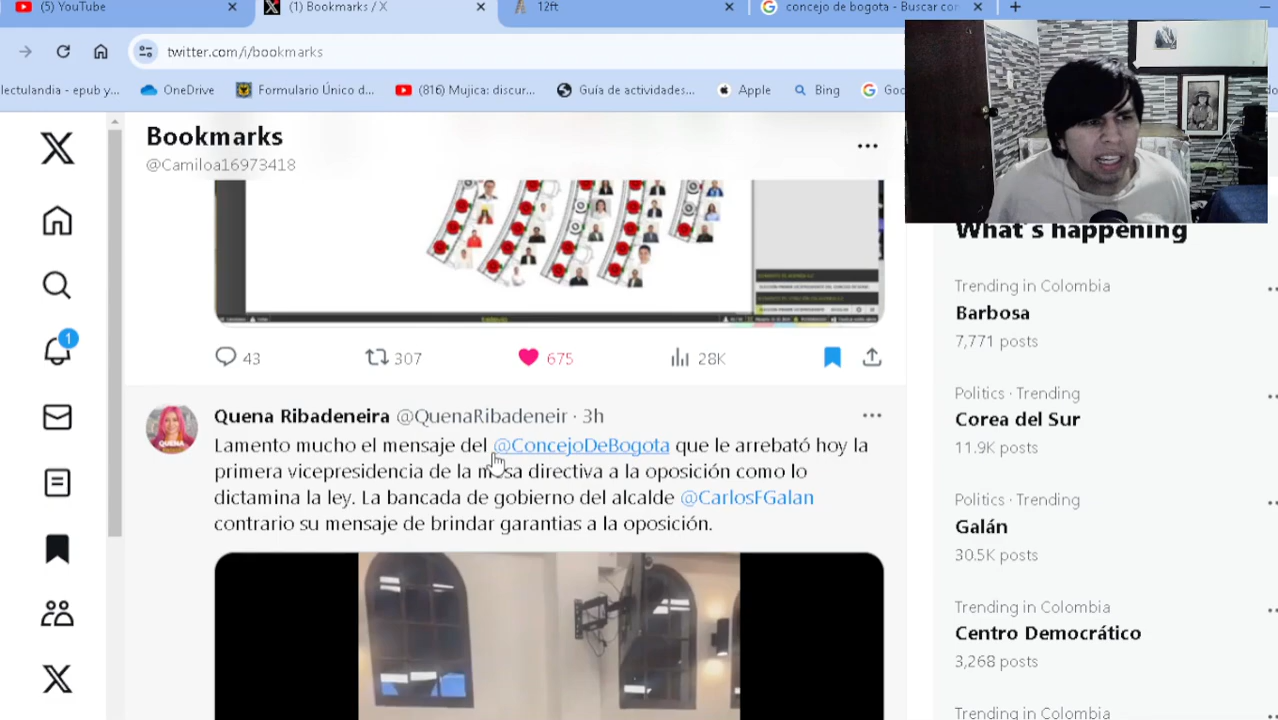 (5) YouTube
(1) Bookmarks / X
12ft
concejo de bogota - Buscar con
twitter.com/i/bookmarks
lectulandia - epub y...
OneDrive
Formulario Único d...
(816) Mujica: discur...
Guía de actividades...
Apple
Bing
Goo
Bookmarks
@Camiloa16973418
43
307
675
28K
Quena Ribadeneira @QuenaRibadeneir · 3h
Lamento mucho el mensaje del @ConcejoDeBogota que le arrebató hoy la
primera vicepresidencia de la mesa directiva a la oposición como lo
dictamina la ley. La bancada de gobierno del alcalde @CarlosFGalan
contrario su mensaje de brindar garantias a la oposición.
QUENA
1
What's happening
Trending in Colombia
Barbosa
7,771 posts
Politics · Trending
Corea del Sur
11.9K posts
Politics · Trending
Galán
30.5K posts
Trending in Colombia
Centro Democrático
3,268 posts
Trending in Colombia